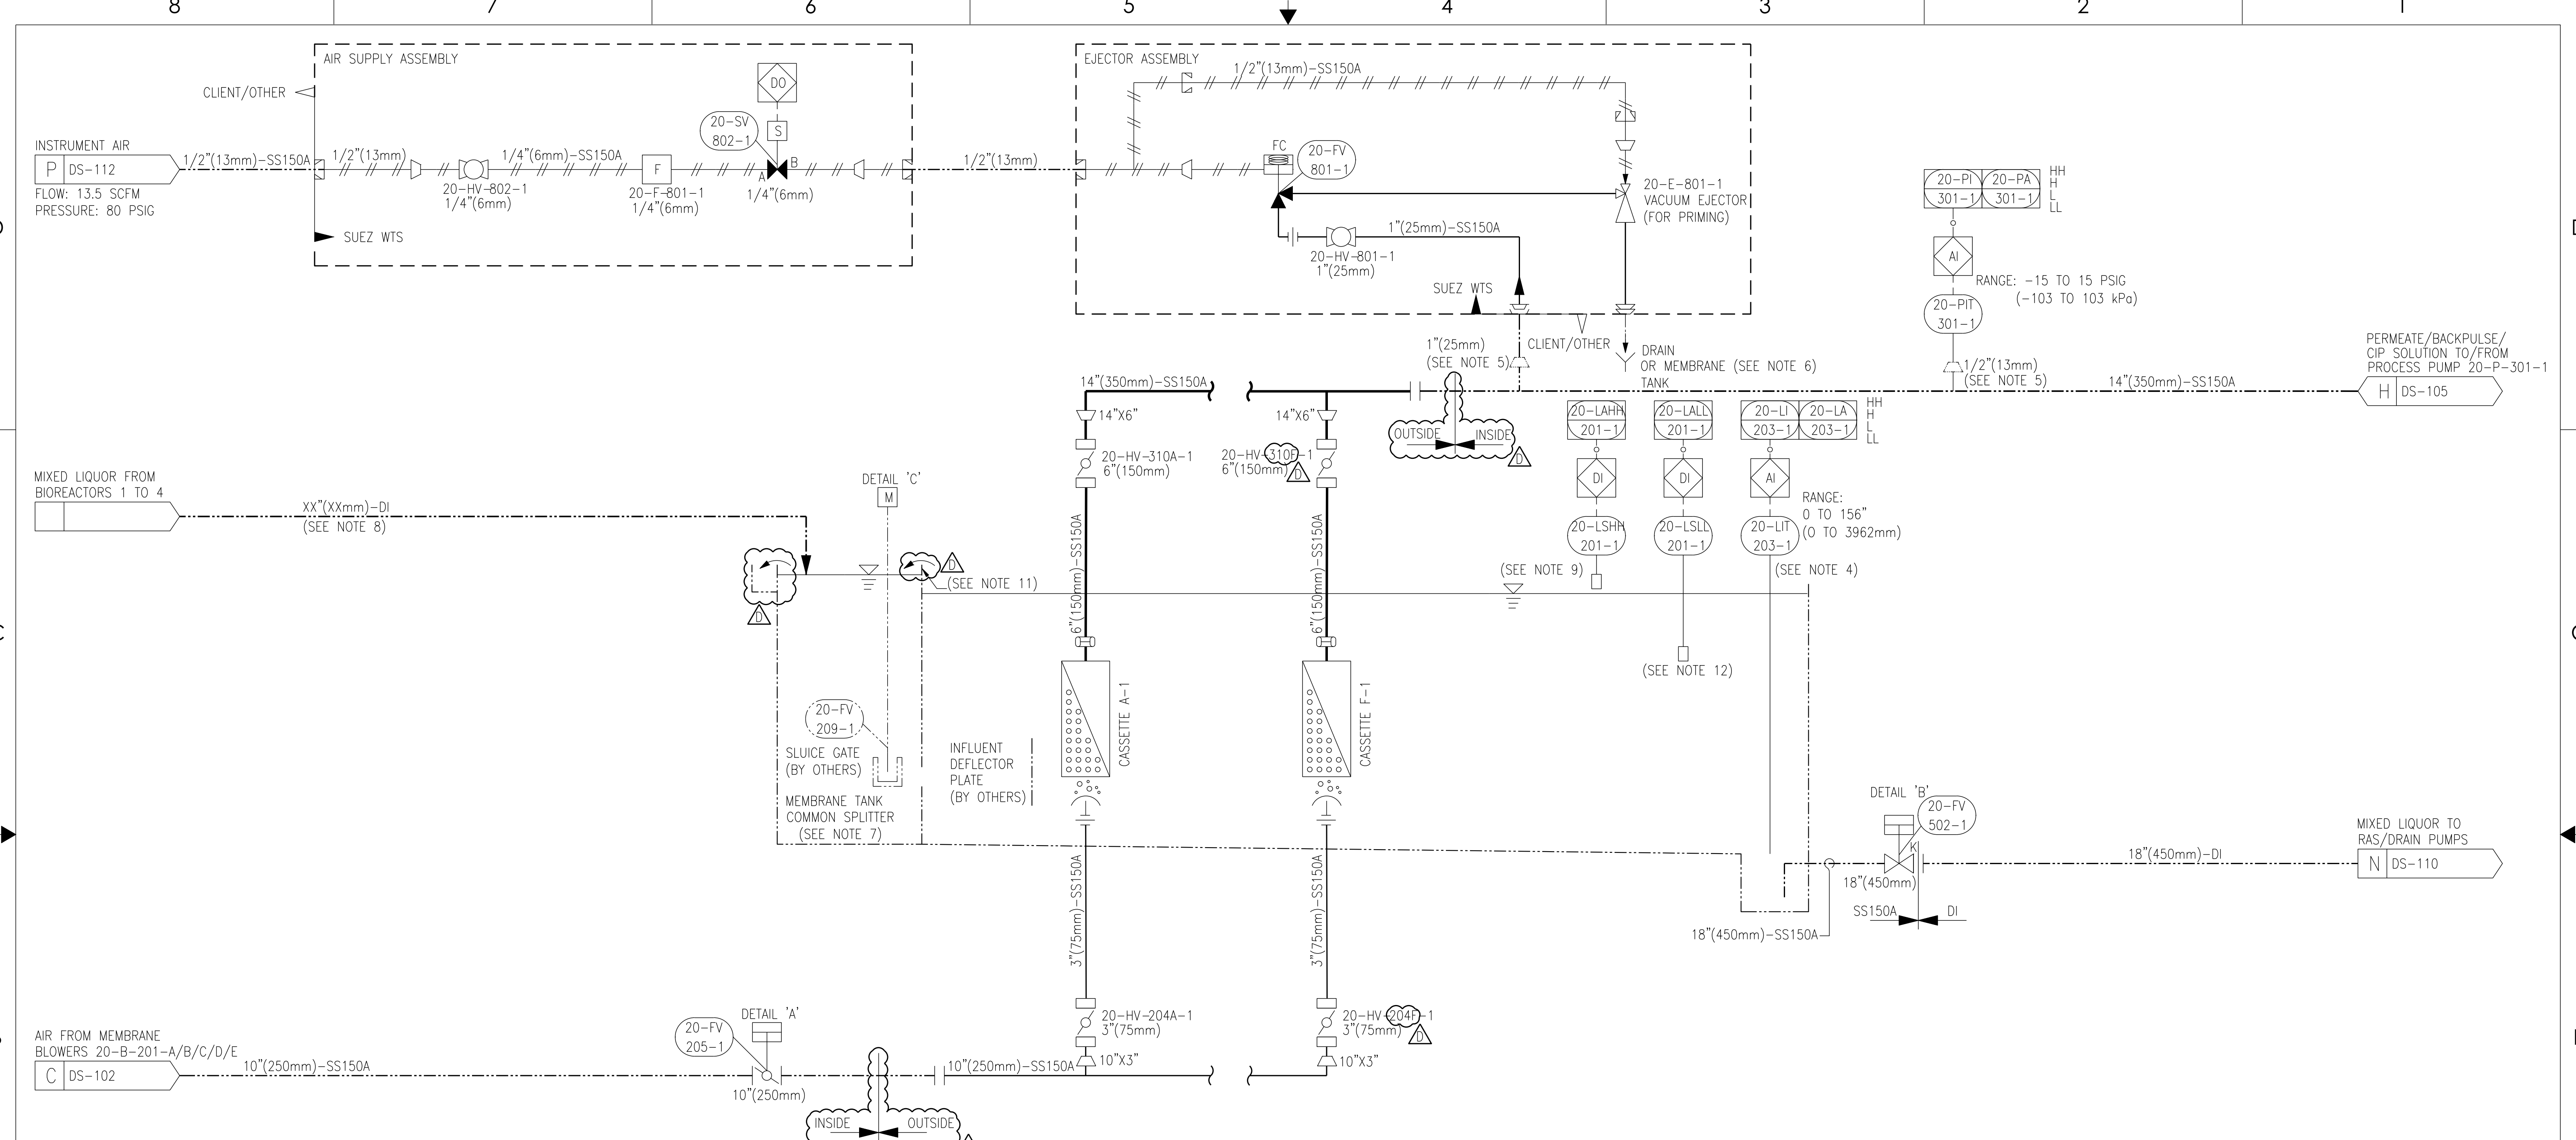 8 7 6 5 4 3 2 1
AIR SUPPLY ASSEMBLY
CLIENT/OTHER
INSTRUMENT AIR
P DS-112
FLOW: 13.5 SCFM
PRESSURE: 80 PSIG
1/2"(13mm)-SS150A
1/2"(13mm)
20-HV-802-1
1/4"(6mm)
1/4"(6mm)-SS150A
F
20-F-801-1
1/4"(6mm)
DO
S
20-SV
802-1
A
B
1/4"(6mm)
SUEZ WTS
1/2"(13mm)
EJECTOR ASSEMBLY
1/2"(13mm)-SS150A
FC
20-FV
801-1
20-E-801-1
VACUUM EJECTOR
(FOR PRIMING)
1"(25mm)-SS150A
20-HV-801-1
1"(25mm)
SUEZ WTS
CLIENT/OTHER
1"(25mm)
(SEE NOTE 5)
DRAIN
OR MEMBRANE (SEE NOTE 6)
TANK
20-PI
301-1
20-PA
301-1
HH
H
L
LL
AI
RANGE: -15 TO 15 PSIG
(-103 TO 103 kPa)
20-PIT
301-1
1/2"(13mm)
(SEE NOTE 5)
14"(350mm)-SS150A
PERMEATE/BACKPULSE/
CIP SOLUTION TO/FROM
PROCESS PUMP 20-P-301-1
H DS-105
D
14"(350mm)-SS150A
14"X6"
14"X6"
20-HV-310A-1
6"(150mm)
20-HV-310F-1
6"(150mm)
D
OUTSIDE
INSIDE
D
20-LAHH
201-1
20-LALL
201-1
20-LI
203-1
20-LA
203-1
HH
H
L
LL
DI
DI
AI
RANGE:
0 TO 156"
(0 TO 3962mm)
20-LSHH
201-1
20-LSLL
201-1
20-LIT
203-1
(SEE NOTE 9)
(SEE NOTE 4)
(SEE NOTE 12)
MIXED LIQUOR FROM
BIOREACTORS 1 TO 4
XX"(XXmm)-DI
(SEE NOTE 8)
DETAIL 'C'
M
D
D
(SEE NOTE 11)
6"(150mm)-SS150A
6"(150mm)-SS150A
C
CASSETTE A-1
CASSETTE F-1
20-FV
209-1
SLUICE GATE
(BY OTHERS)
MEMBRANE TANK
COMMON SPLITTER
(SEE NOTE 7)
INFLUENT
DEFLECTOR
PLATE
(BY OTHERS)
3"(75mm)-SS150A
3"(75mm)-SS150A
DETAIL 'B'
20-FV
502-1
K
18"(450mm)
18"(450mm)-DI
SS150A
DI
18"(450mm)-SS150A
MIXED LIQUOR TO
RAS/DRAIN PUMPS
N DS-110
AIR FROM MEMBRANE
BLOWERS 20-B-201-A/B/C/D/E
C DS-102
10"(250mm)-SS150A
DETAIL 'A'
20-FV
205-1
10"(250mm)
10"(250mm)-SS150A
20-HV-204A-1
3"(75mm)
10"X3"
20-HV-204F-1
3"(75mm)
D
10"X3"
INSIDE
OUTSIDE